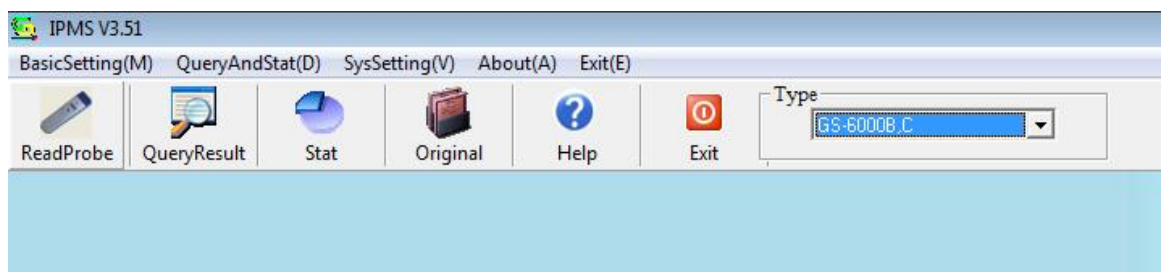 IPMS V3.51
BasicSetting(M) QueryAndStat(D) SysSetting(V) About(A) Exit(E)
Type
GS-6000B,C
ReadProbe QueryResult Stat Original Help Exit